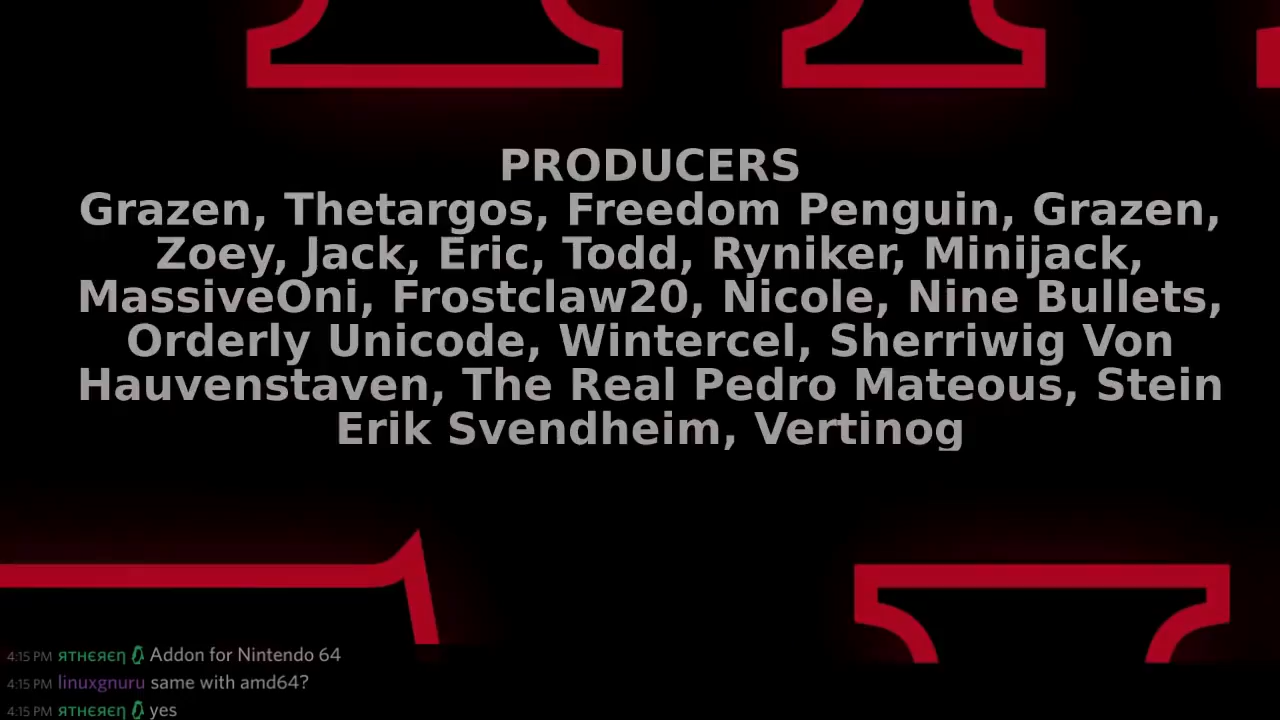 PRODUCERS
Grazen, Thetargos, Freedom Penguin, Grazen,
Zoey, Jack, Eric, Todd, Ryniker, Minijack,
MassiveOni, Frostclaw20, Nicole, Nine Bullets,
Orderly Unicode, Wintercel, Sherriwig Von
Hauvenstaven, The Real Pedro Mateous, Stein
Erik Svendheim, Vertinog
4:15 PM ЯTHЄЯЄη Addon for Nintendo 64
4:15 PM linuxgnuru same with amd64?
4:15 PM ЯTHЄЯЄη yes